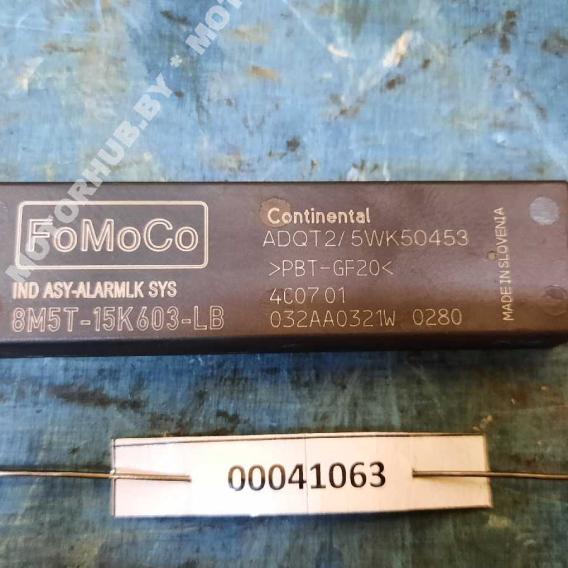 FoMoCo
IND ASY-ALARMLK SYS
8M5T-15K603-LB
Continental
ADQT2/5WK50453
>PBT-GF20<
4C07 01
032AA0321W 0280
MADE IN SLOVENIA
00041063
MOTORHUB.BY * MOTO